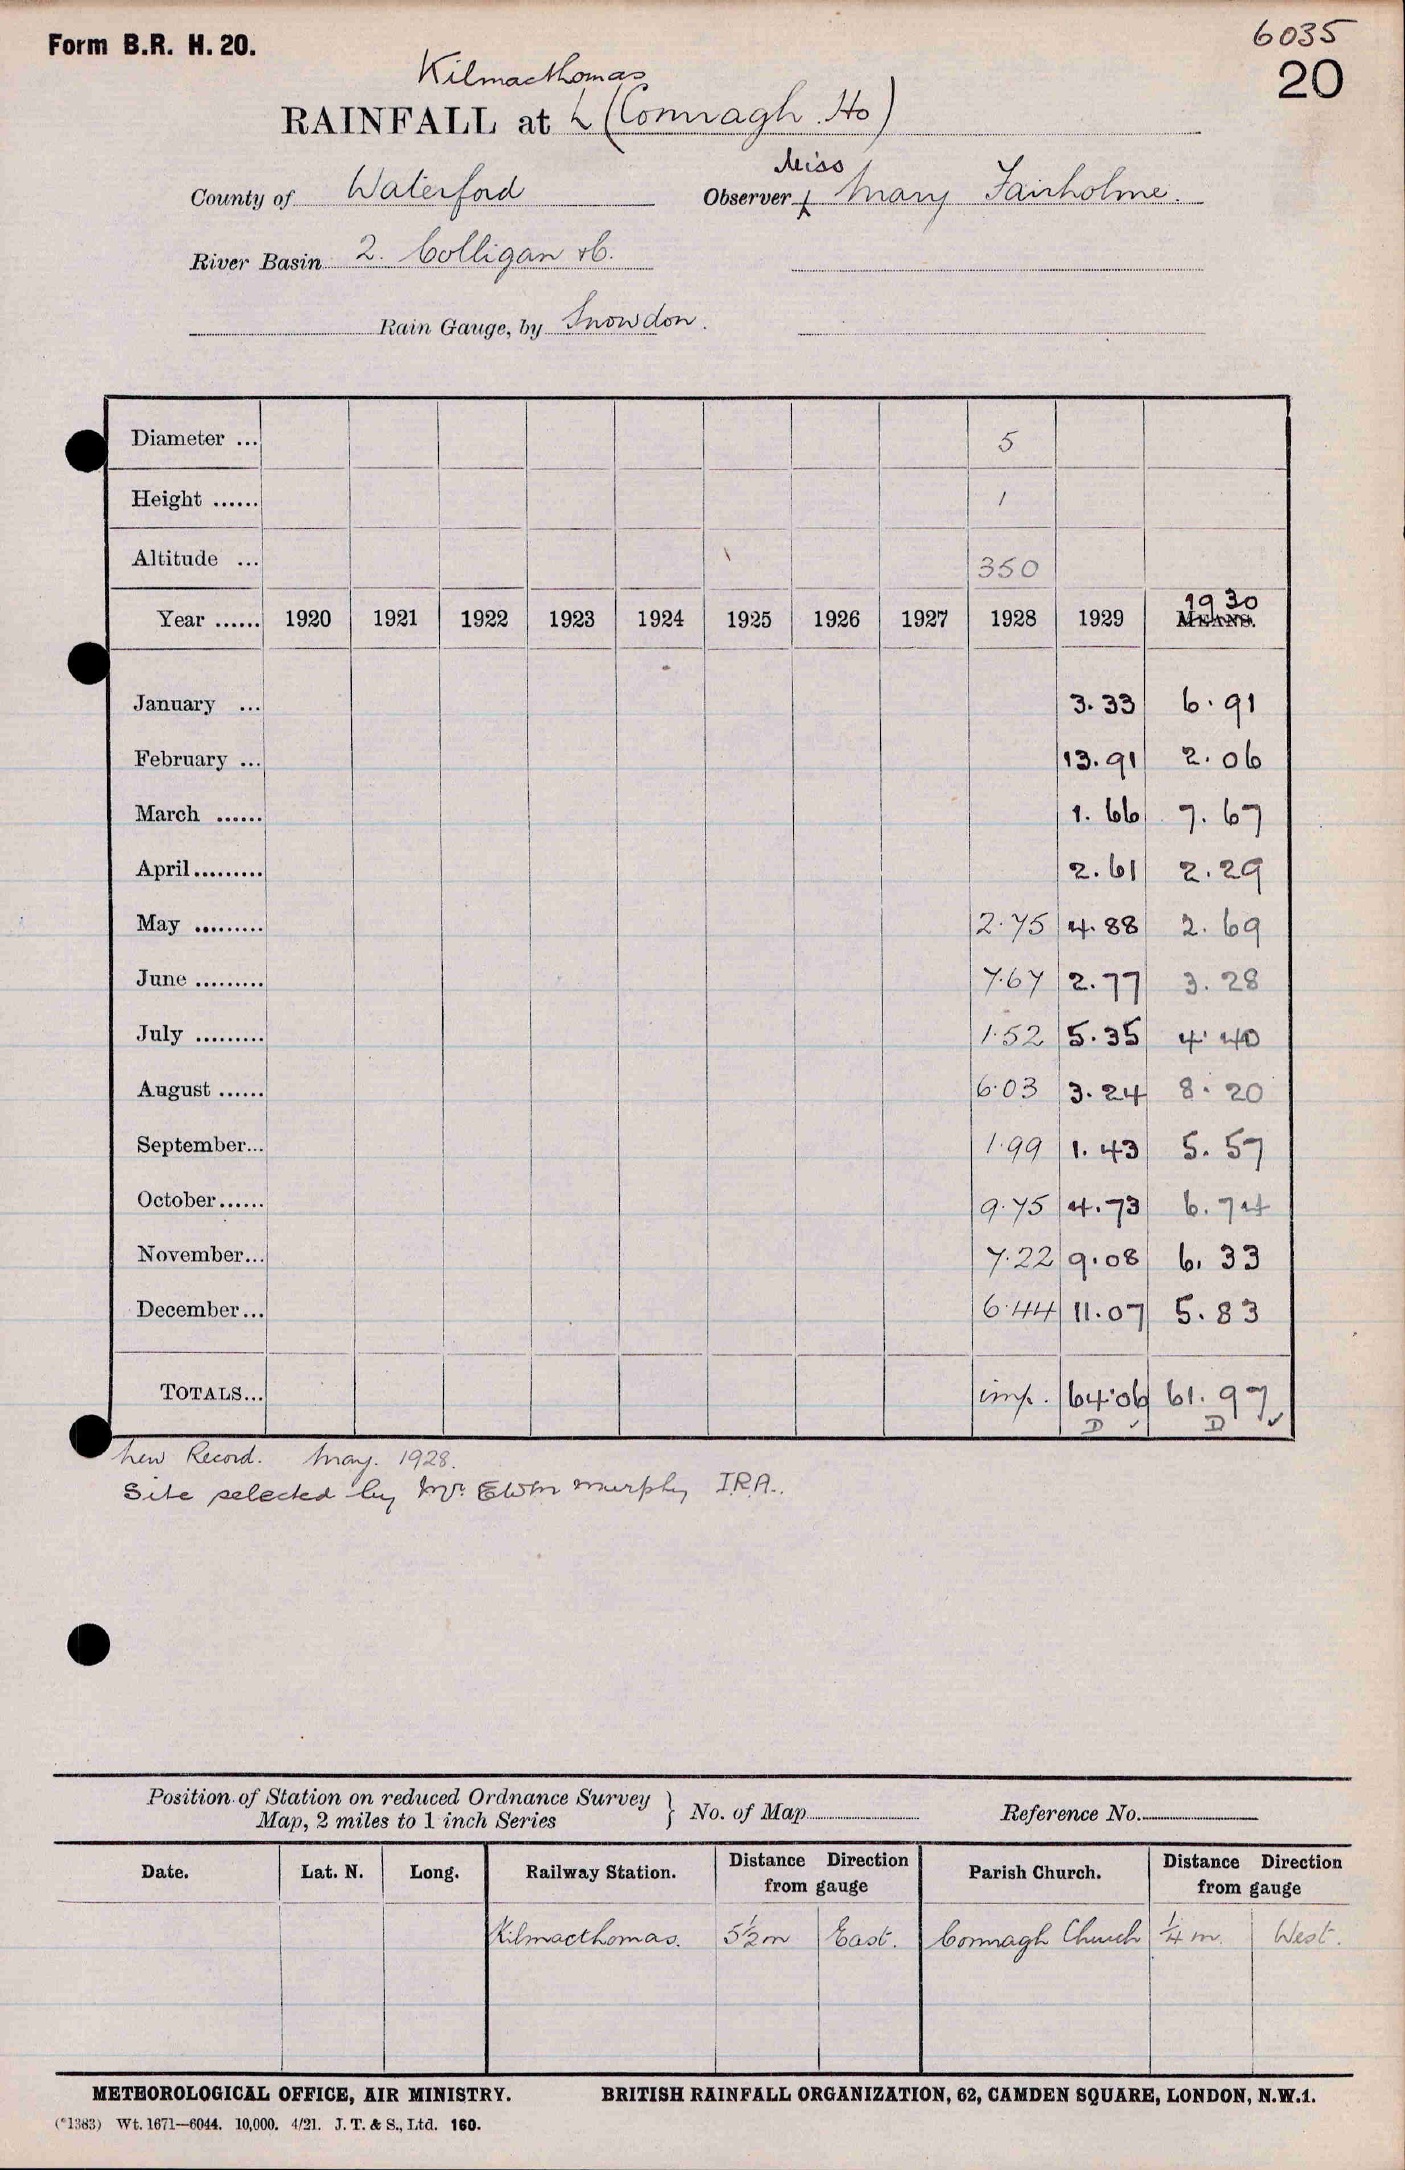 Form B.R. H. 20.
6035
20
Kilmacthomas
RAINFALL at (Comragh Ho)
County of Waterford
Miss
Observer Mary Fairholme.
River Basin 2. Colligan &c.
Rain Gauge, by Snowdon.
Diameter ... 5
Height ...... 1
Altitude ... 350
1930
Year ...... 1920 1921 1922 1923 1924 1925 1926 1927 1928 1929 MEANS.
January ... 3.33 6.91
February ... 13.91 2.06
March ...... 1.66 7.67
April ......... 2.61 2.29
May ......... 2.75 4.88 2.69
June ......... 7.67 2.77 3.28
July ......... 1.52 5.35 4.40
August ...... 6.03 3.24 8.20
September... 1.99 1.43 5.57
October ...... 9.75 4.73 6.74
November... 7.22 9.08 6.33
December... 6.44 11.07 5.83
TOTALS... imp. 64.06 61.97
D ✓ D ✓
New Record. May. 1928.
Site selected by Mr. Murphy I.R.A.
Position of Station on reduced Ordnance Survey
Map, 2 miles to 1 inch Series } No. of Map Reference No.
Date. Lat. N. Long. Railway Station. Distance Direction from gauge Parish Church. Distance Direction from gauge
Kilmacthomas. 5½ m East. Comragh Church ¼ m. West.
METEOROLOGICAL OFFICE, AIR MINISTRY. BRITISH RAINFALL ORGANIZATION, 62, CAMDEN SQUARE, LONDON, N.W.1.
(*1383) Wt. 1671—6044. 10,000. 4/21. J. T. & S., Ltd. 160.